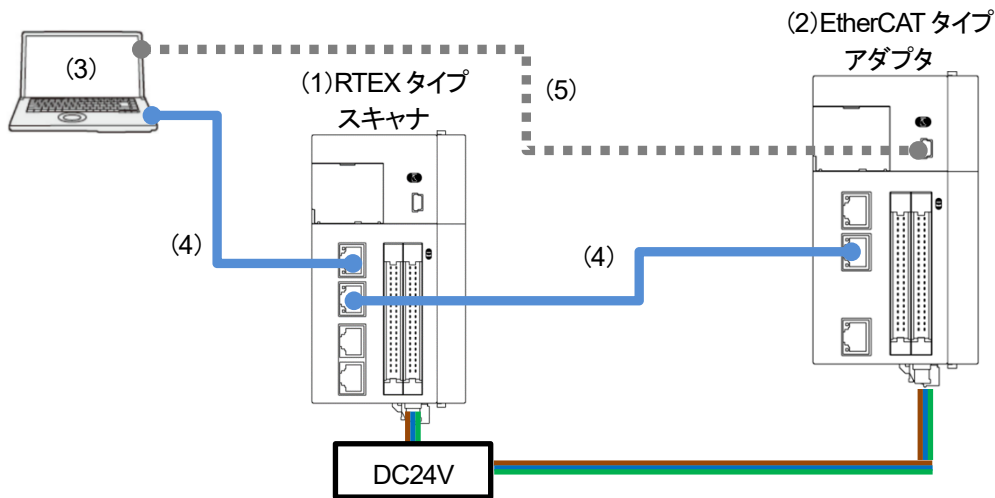 (2)EtherCAT タイプ
アダプタ
(3)
(1)RTEX タイプ
スキャナ
(5)
(4)
(4)
DC24V